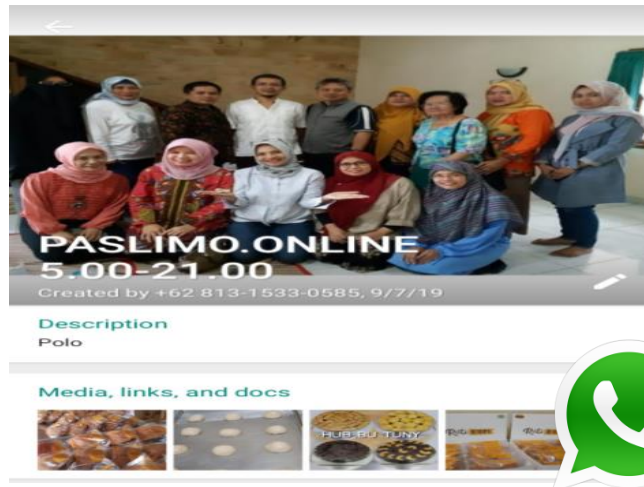 PASLIMO.ONLINE
5.00-21.00
Created by +62 813-1533-0585, 9/7/19
Description
Polo
Media, links, and docs
HUB BU TUNY